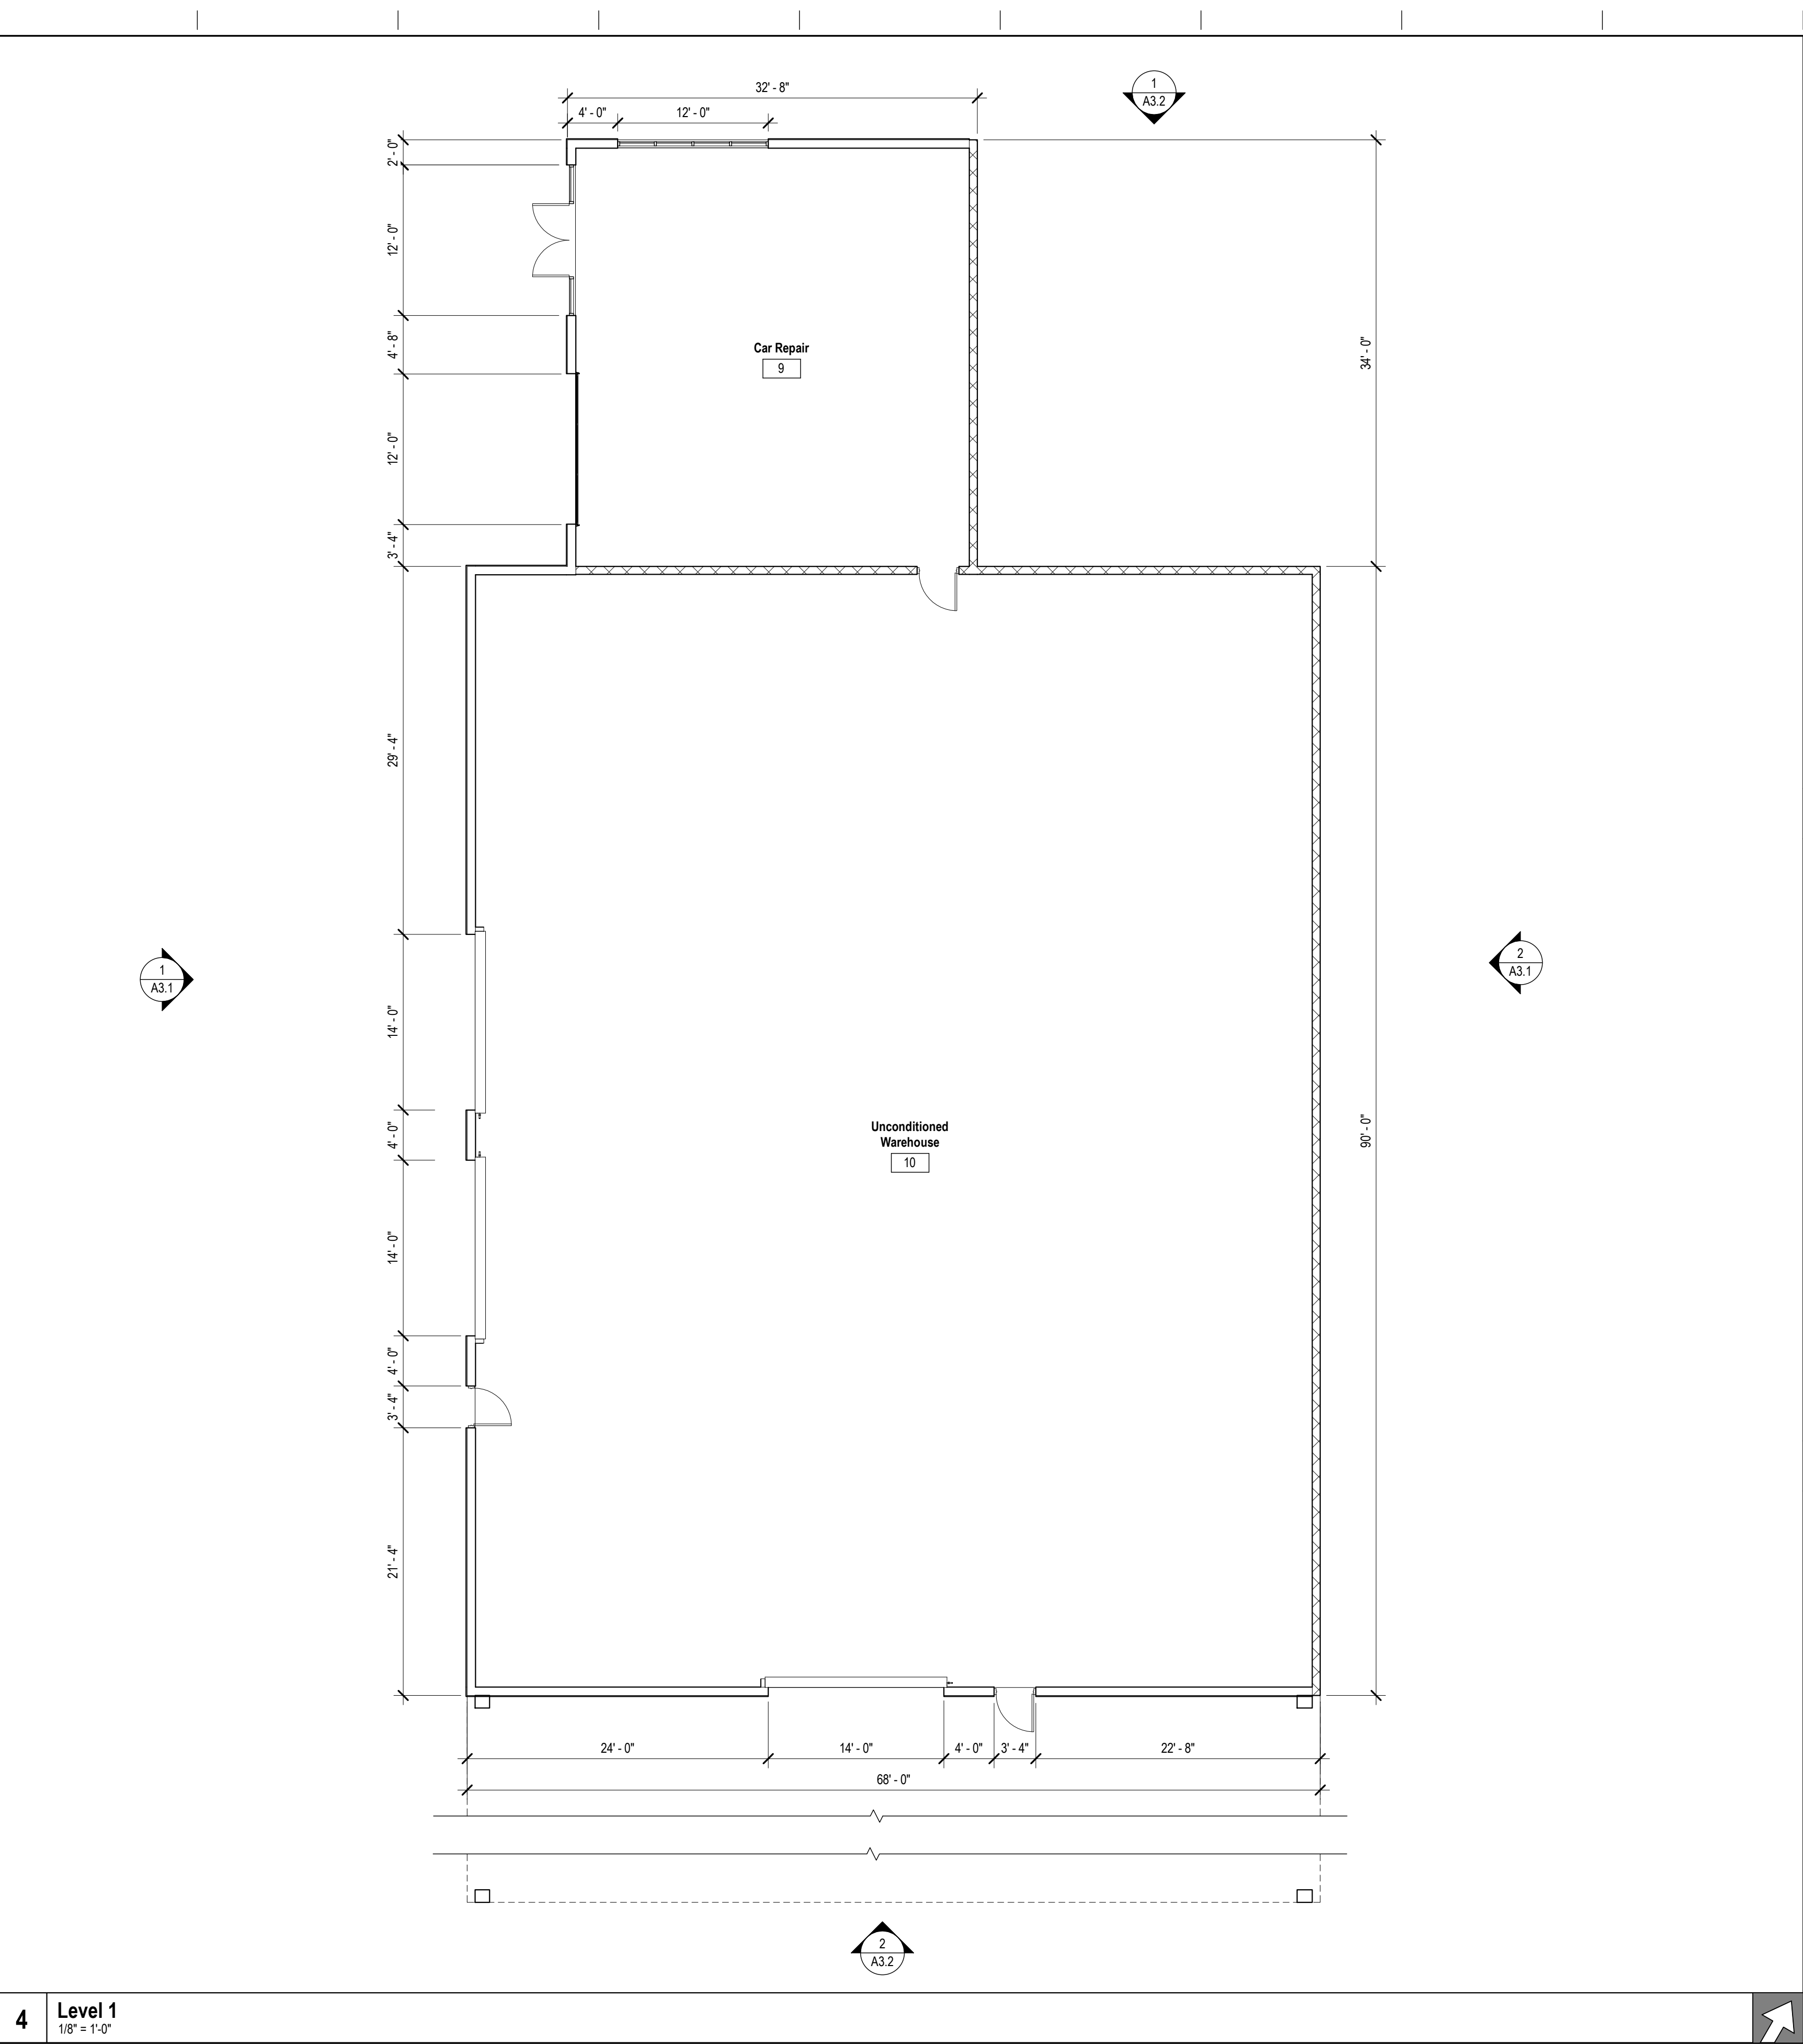 32' - 8"
4' - 0"
12' - 0"
1
A3.2
2' - 0"
12' - 0"
4' - 8"
12' - 0"
3' - 4"
Car Repair
9
34' - 0"
29' - 4"
14' - 0"
4' - 0"
14' - 0"
4' - 0"
3' - 4"
21' - 4"
1
A3.1
Unconditioned
Warehouse
10
90' - 0"
2
A3.1
24' - 0"
14' - 0"
4' - 0"
3' - 4"
22' - 8"
68' - 0"
2
A3.2
4
Level 1
1/8" = 1'-0"